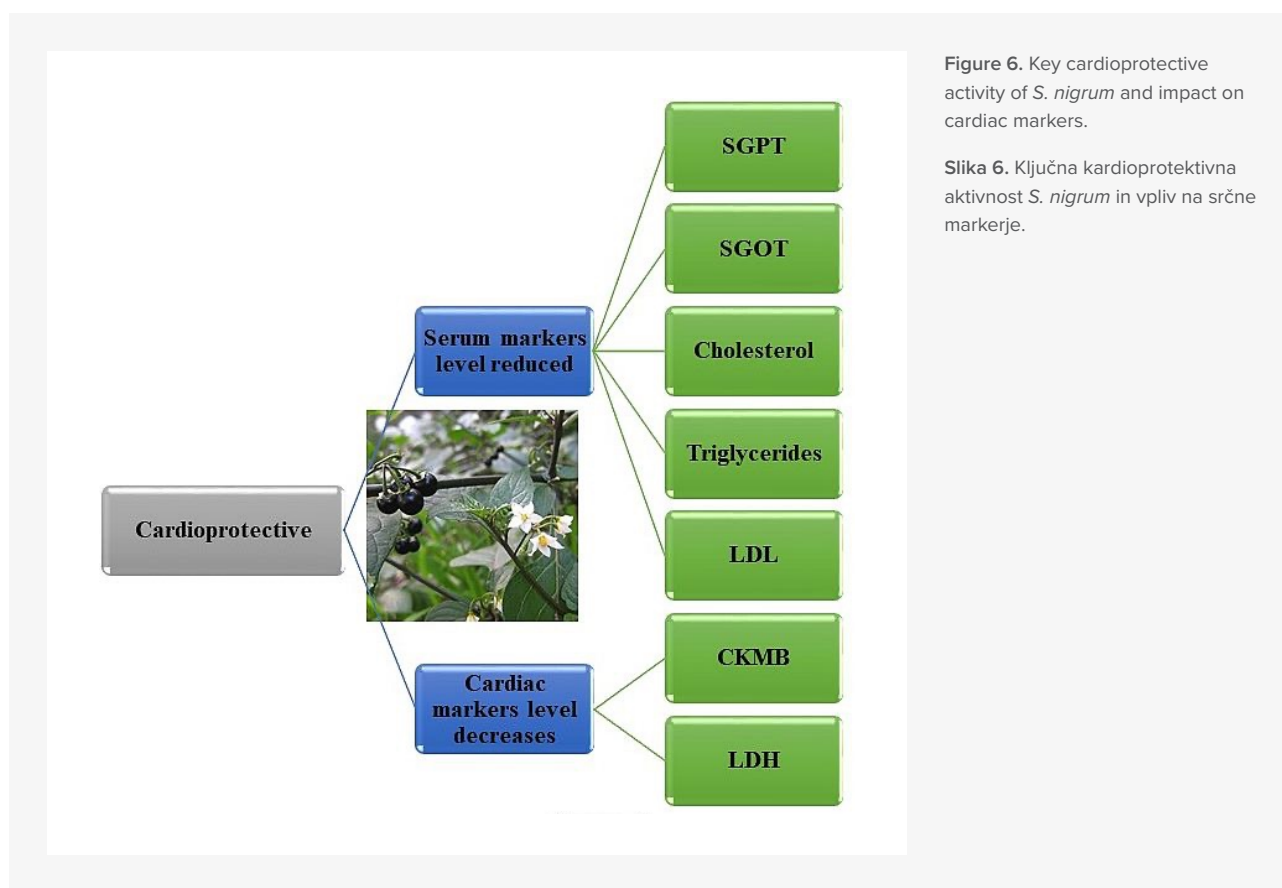 Figure 6. Key cardioprotective
activity of S. nigrum and impact on
cardiac markers.
Slika 6. Ključna kardioprotektivna
aktivnost S. nigrum in vpliv na srčne
markerje.
Cardioprotective
Serum markers
level reduced
SGPT
SGOT
Cholesterol
Triglycerides
LDL
Cardiac
markers level
decreases
CKMB
LDH